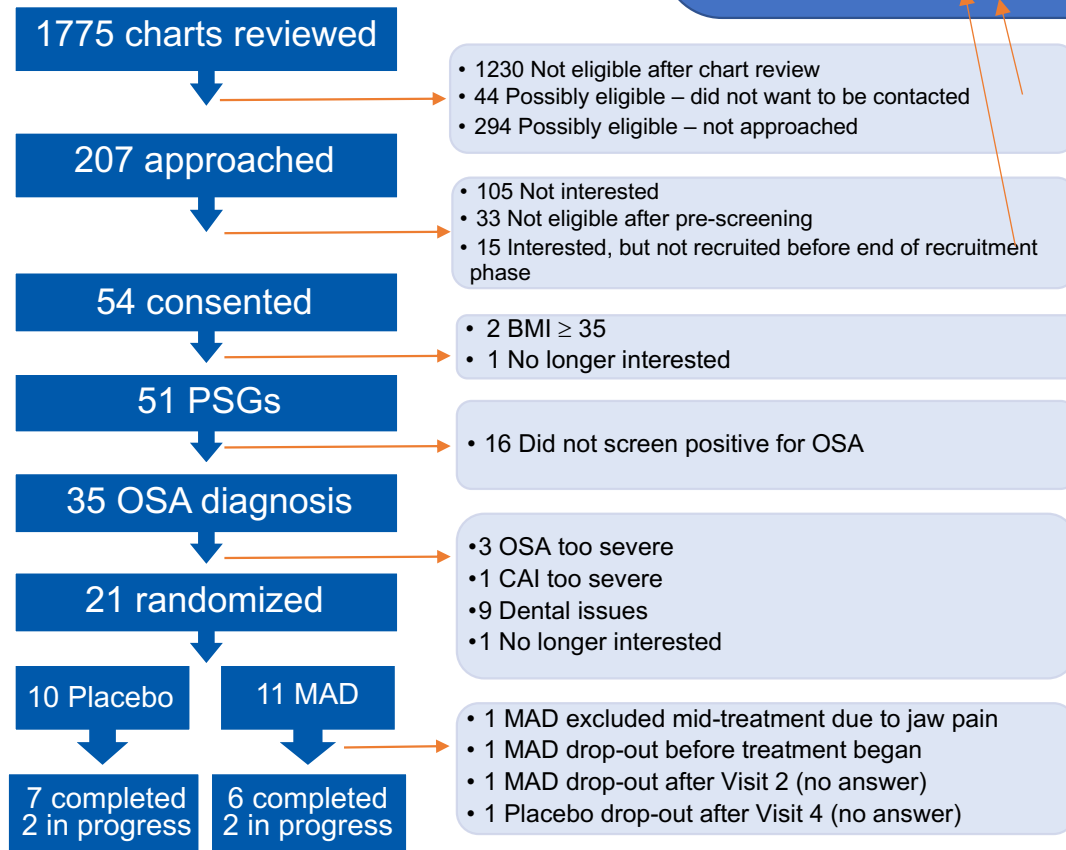 1775 charts reviewed
• 1230 Not eligible after chart review
• 44 Possibly eligible – did not want to be contacted
• 294 Possibly eligible – not approached
207 approached
• 105 Not interested
• 33 Not eligible after pre-screening
• 15 Interested, but not recruited before end of recruitment
phase
54 consented
• 2 BMI ≥ 35
• 1 No longer interested
51 PSGs
• 16 Did not screen positive for OSA
35 OSA diagnosis
•3 OSA too severe
•1 CAI too severe
•9 Dental issues
•1 No longer interested
21 randomized
10 Placebo
11 MAD
• 1 MAD excluded mid-treatment due to jaw pain
• 1 MAD drop-out before treatment began
• 1 MAD drop-out after Visit 2 (no answer)
• 1 Placebo drop-out after Visit 4 (no answer)
7 completed
2 in progress
6 completed
2 in progress